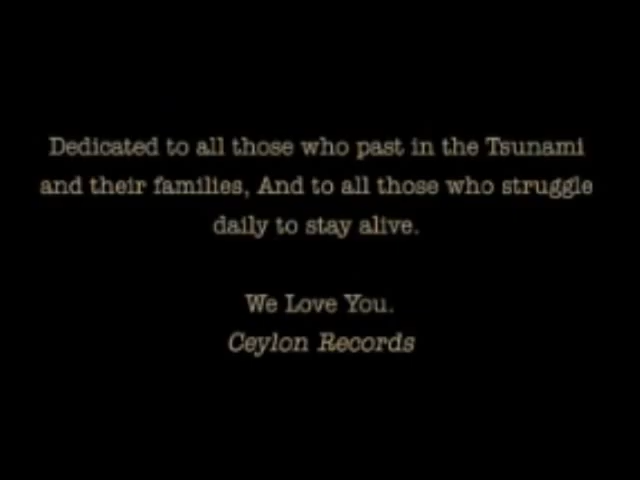 Dedicated to all those who past in the Tsunami
and their families, And to all those who struggle
daily to stay alive.
We Love You.
Ceylon Records